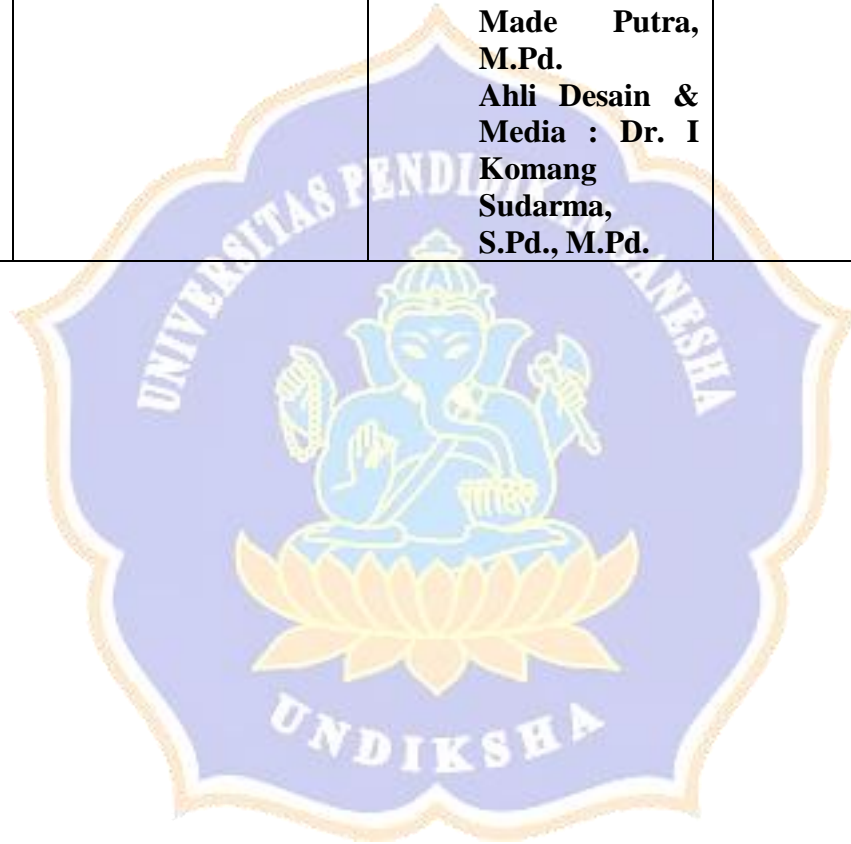 Made Putra,
M.Pd.
Ahli Desain &
Media : Dr. I
Komang
Sudarma,
S.Pd., M.Pd.
UNIVERSITAS PENDIDIKAN GANESHA
UNDIKSHA